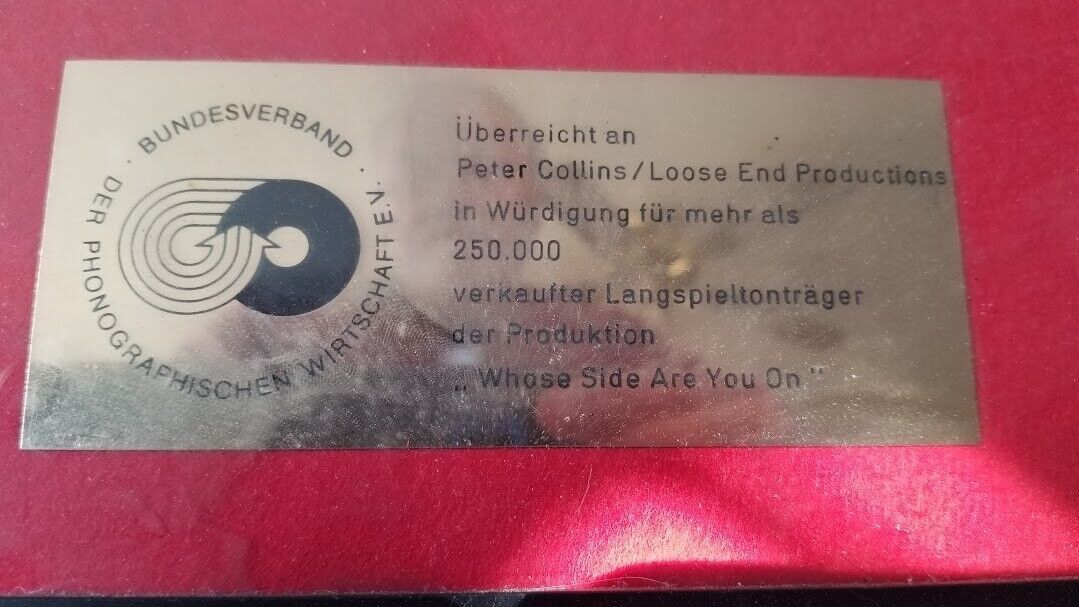 BUNDESVERBAND · DER PHONOGRAPHISCHEN WIRTSCHAFT E.V. ·
Überreicht an
Peter Collins/Loose End Productions
in Würdigung für mehr als
250.000
verkaufter Langspieltonträger
der Produktion
„ Whose Side Are You On "